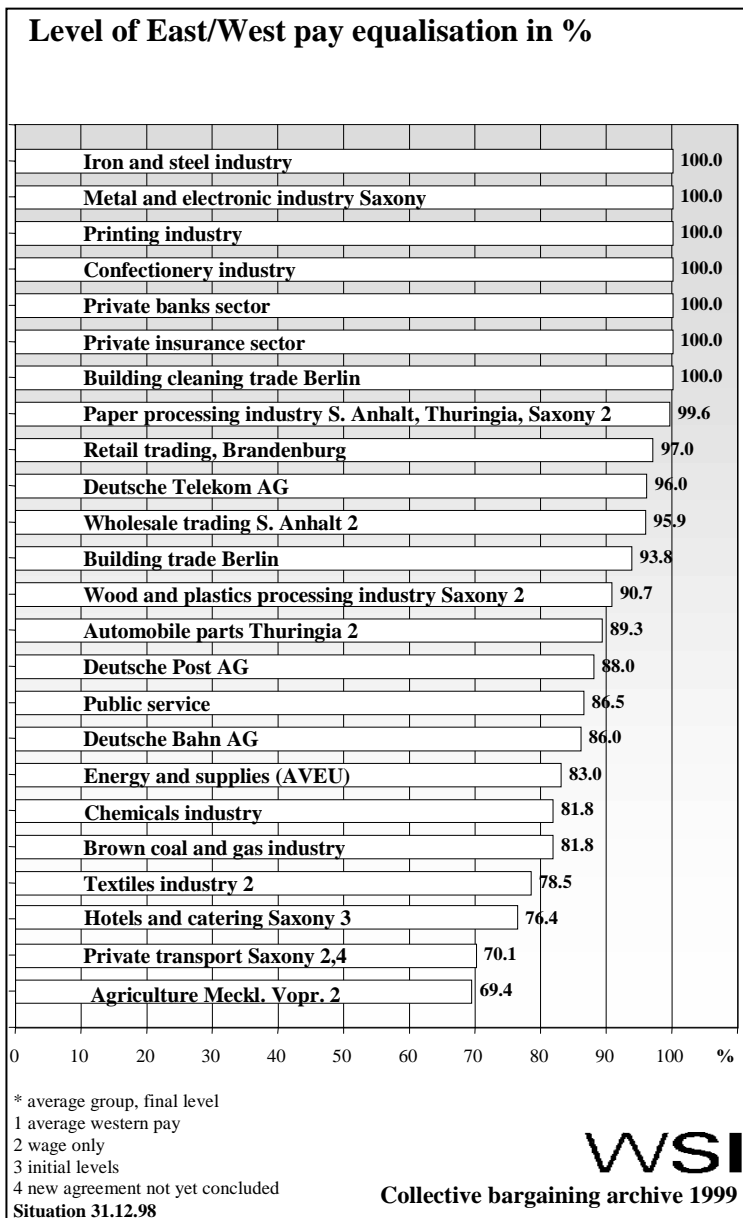 Level of East/West pay equalisation in %
Iron and steel industry 100.0
Metal and electronic industry Saxony 100.0
Printing industry 100.0
Confectionery industry 100.0
Private banks sector 100.0
Private insurance sector 100.0
Building cleaning trade Berlin 100.0
Paper processing industry S. Anhalt, Thuringia, Saxony 2 99.6
Retail trading, Brandenburg 97.0
Deutsche Telekom AG 96.0
Wholesale trading S. Anhalt 2 95.9
Building trade Berlin 93.8
Wood and plastics processing industry Saxony 2 90.7
Automobile parts Thuringia 2 89.3
Deutsche Post AG 88.0
Public service 86.5
Deutsche Bahn AG 86.0
Energy and supplies (AVEU) 83.0
Chemicals industry 81.8
Brown coal and gas industry 81.8
Textiles industry 2 78.5
Hotels and catering Saxony 3 76.4
Private transport Saxony 2,4 70.1
Agriculture Meckl. Vopr. 2 69.4
0 10 20 30 40 50 60 70 80 90 100 %
* average group, final level
1 average western pay
2 wage only
3 initial levels
4 new agreement not yet concluded
Situation 31.12.98
WSI
Collective bargaining archive 1999